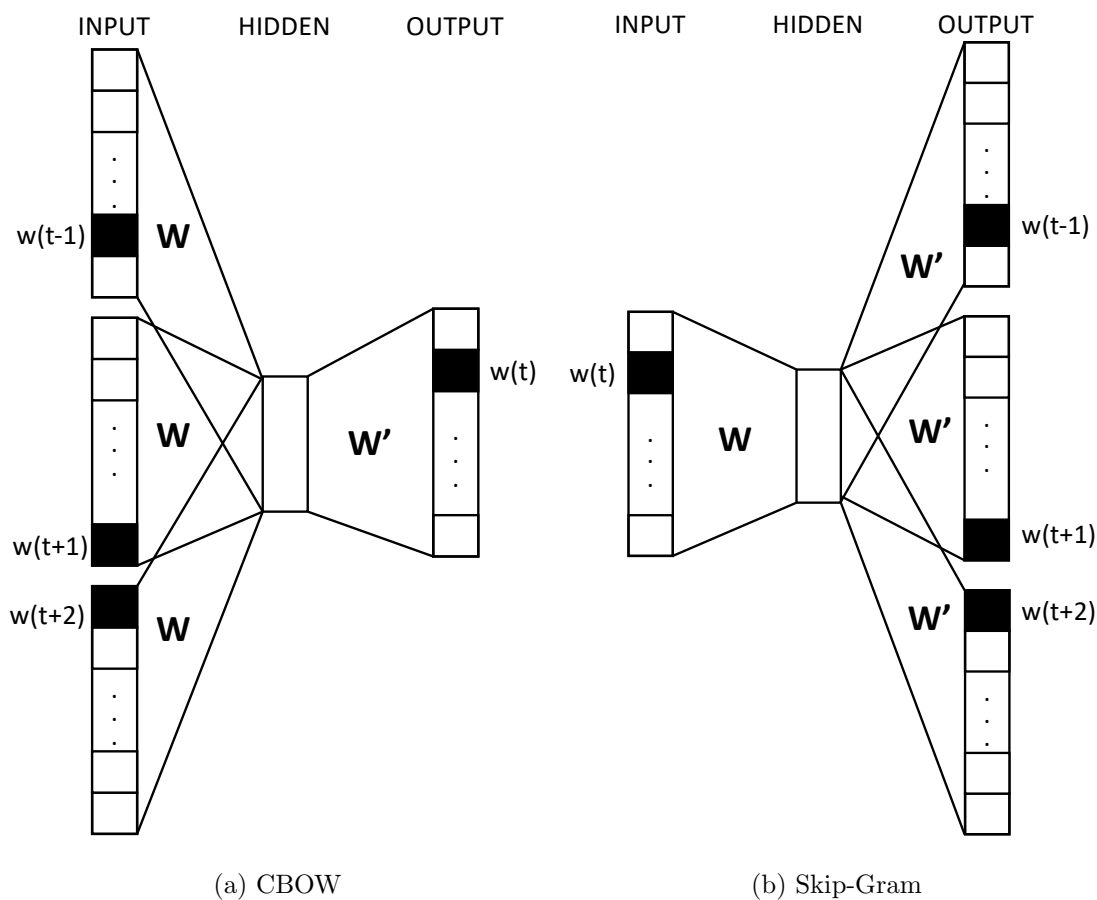 INPUT HIDDEN OUTPUT
w(t-1)
W
W
w(t+1)
w(t+2)
W
W'
w(t)
(a) CBOW
INPUT HIDDEN OUTPUT
w(t)
W
W'
w(t-1)
W'
w(t+1)
W'
w(t+2)
(b) Skip-Gram